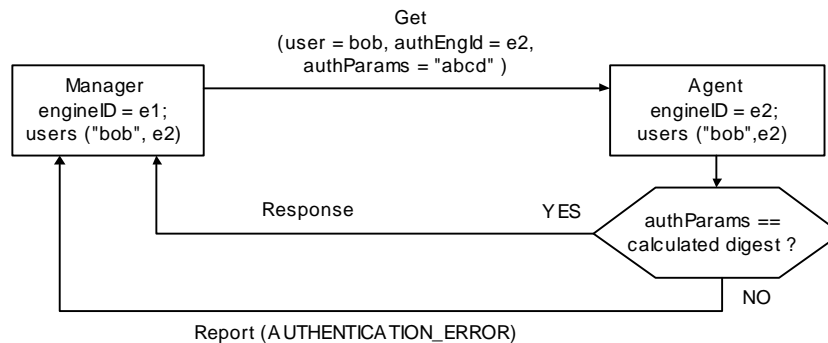 Get
(user = bob, authEngId = e2,
authParams = "abcd" )
Manager
engineID = e1;
users ("bob", e2)
Agent
engineID = e2;
users ("bob",e2)
Response
YES
authParams ==
calculated digest ?
NO
Report (AUTHENTICATION_ERROR)